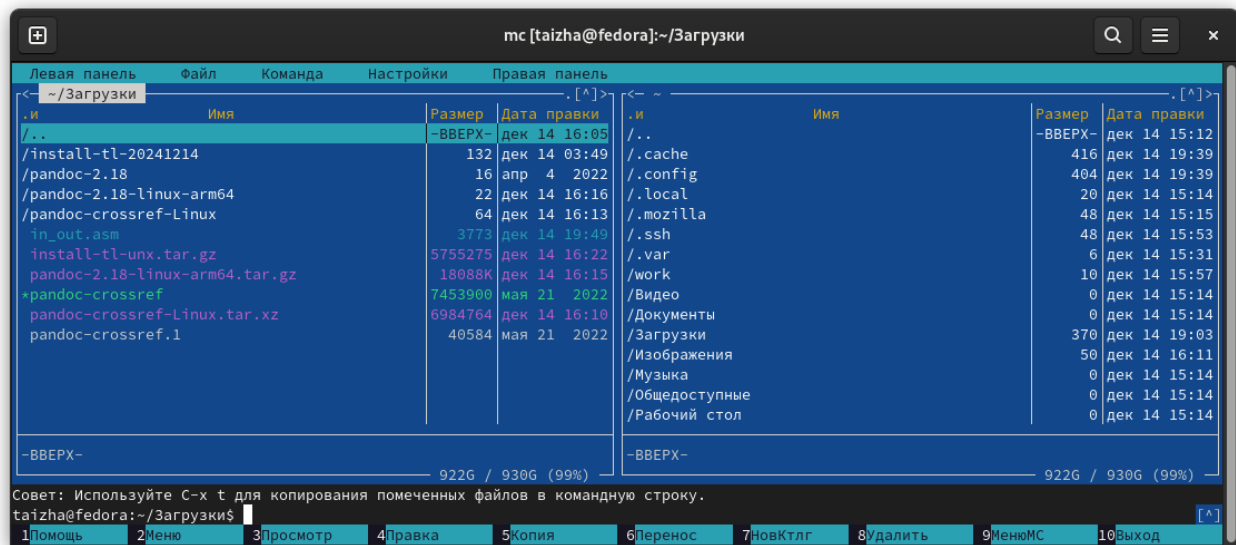 mc [taizha@fedora]:~/Загрузки
Левая панель Файл Команда Настройки Правая панель
<— ~/Загрузки .[^]>
.и Имя Размер Дата правки
/.. -ВВЕРХ- дек 14 16:05
/install-tl-20241214 132 дек 14 03:49
/pandoc-2.18 16 апр 4 2022
/pandoc-2.18-linux-arm64 22 дек 14 16:16
/pandoc-crossref-Linux 64 дек 14 16:13
in_out.asm 3773 дек 14 19:49
install-tl-unx.tar.gz 5755275 дек 14 16:22
pandoc-2.18-linux-arm64.tar.gz 18088K дек 14 16:15
*pandoc-crossref 7453900 мая 21 2022
pandoc-crossref-Linux.tar.xz 6984764 дек 14 16:10
pandoc-crossref.1 40584 мая 21 2022
-ВВЕРХ-
922G / 930G (99%)
<— ~ .[^]>
.и Имя Размер Дата правки
/.. -ВВЕРХ- дек 14 15:12
/.cache 416 дек 14 19:39
/.config 404 дек 14 19:39
/.local 20 дек 14 15:14
/.mozilla 48 дек 14 15:15
/.ssh 48 дек 14 15:53
/.var 6 дек 14 15:31
/work 10 дек 14 15:57
/Видео 0 дек 14 15:14
/Документы 0 дек 14 15:14
/Загрузки 370 дек 14 19:03
/Изображения 50 дек 14 16:11
/Музыка 0 дек 14 15:14
/Общедоступные 0 дек 14 15:14
/Рабочий стол 0 дек 14 15:14
-ВВЕРХ-
922G / 930G (99%)
Совет: Используйте C-x t для копирования помеченных файлов в командную строку.
taizha@fedora:~/Загрузки$ [^]
1Помощь 2Меню 3Просмотр 4Правка 5Копия 6Перенос 7НовКтлг 8Удалить 9МенюМС 10Выход